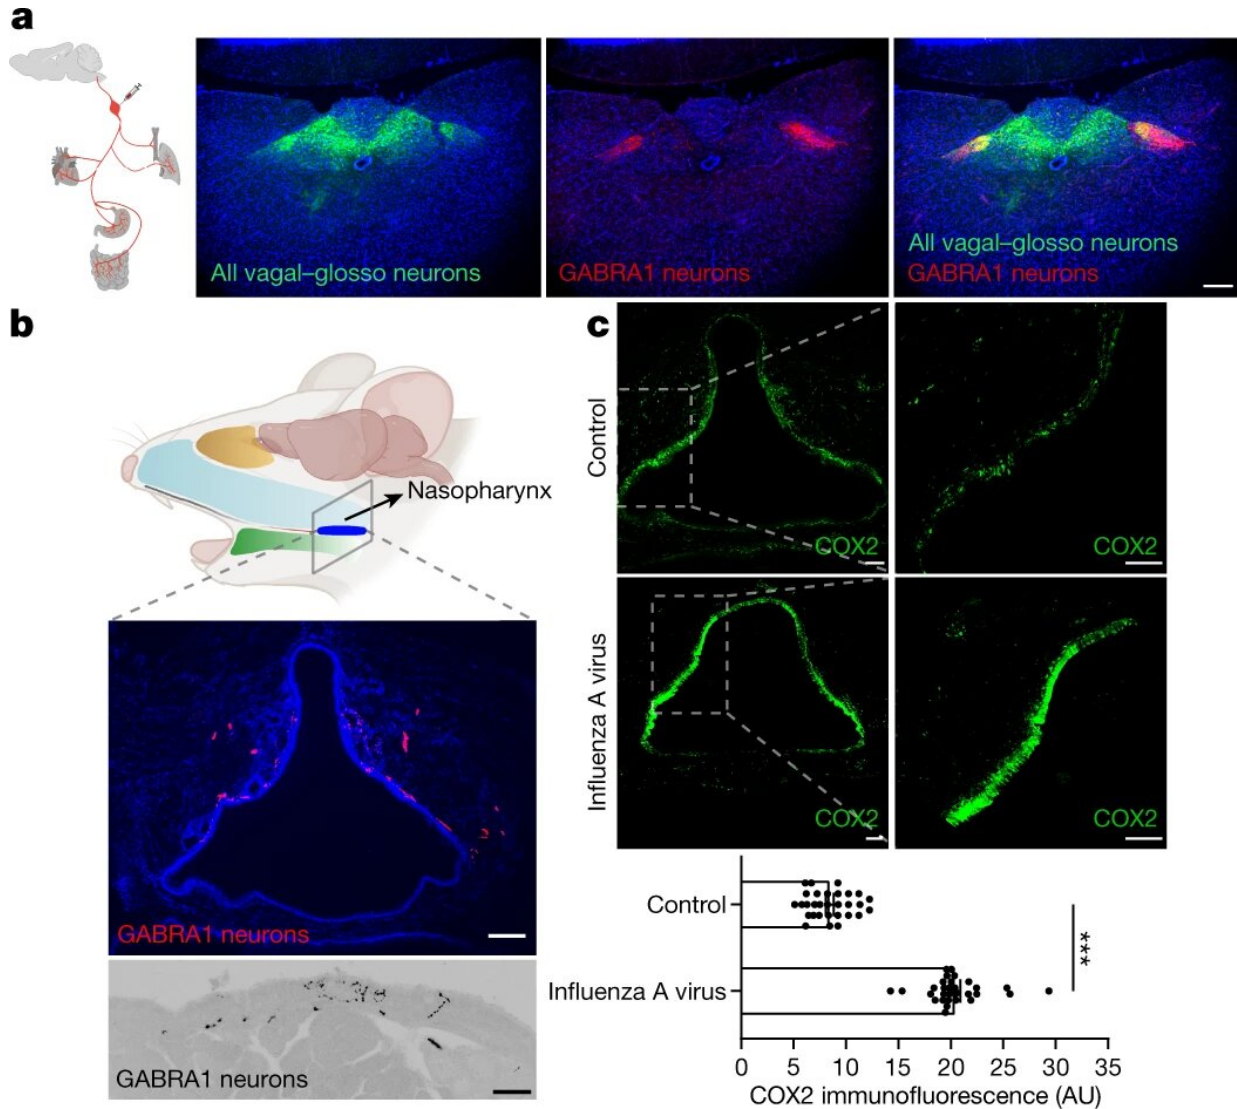 a
All vagal–glosso neurons
GABRA1 neurons
All vagal–glosso neurons
GABRA1 neurons
b
Nasopharynx
GABRA1 neurons
GABRA1 neurons
c
Control
COX2
COX2
Influenza A virus
COX2
COX2
Control
Influenza A virus
***
0 5 10 15 20 25 30 35
COX2 immunofluorescence (AU)